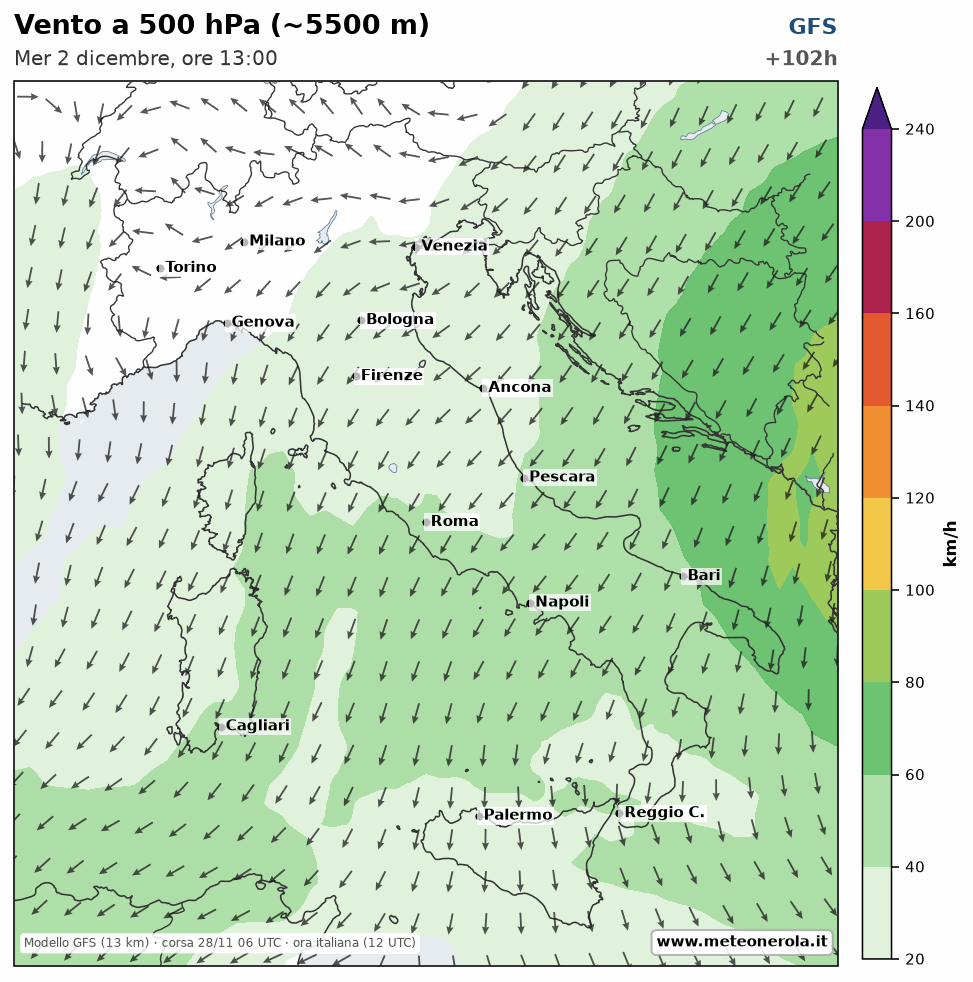 Vento a 500 hPa (~5500 m)
GFS
Mer 2 dicembre, ore 13:00
+102h
Milano
Venezia
Torino
Genova
Bologna
Firenze
Ancona
Pescara
Roma
Bari
Napoli
Cagliari
Palermo
Reggio C.
240
200
160
140
120
100
80
60
40
20
km/h
Modello GFS (13 km) · corsa 28/11 06 UTC · ora italiana (12 UTC)
www.meteonerola.it